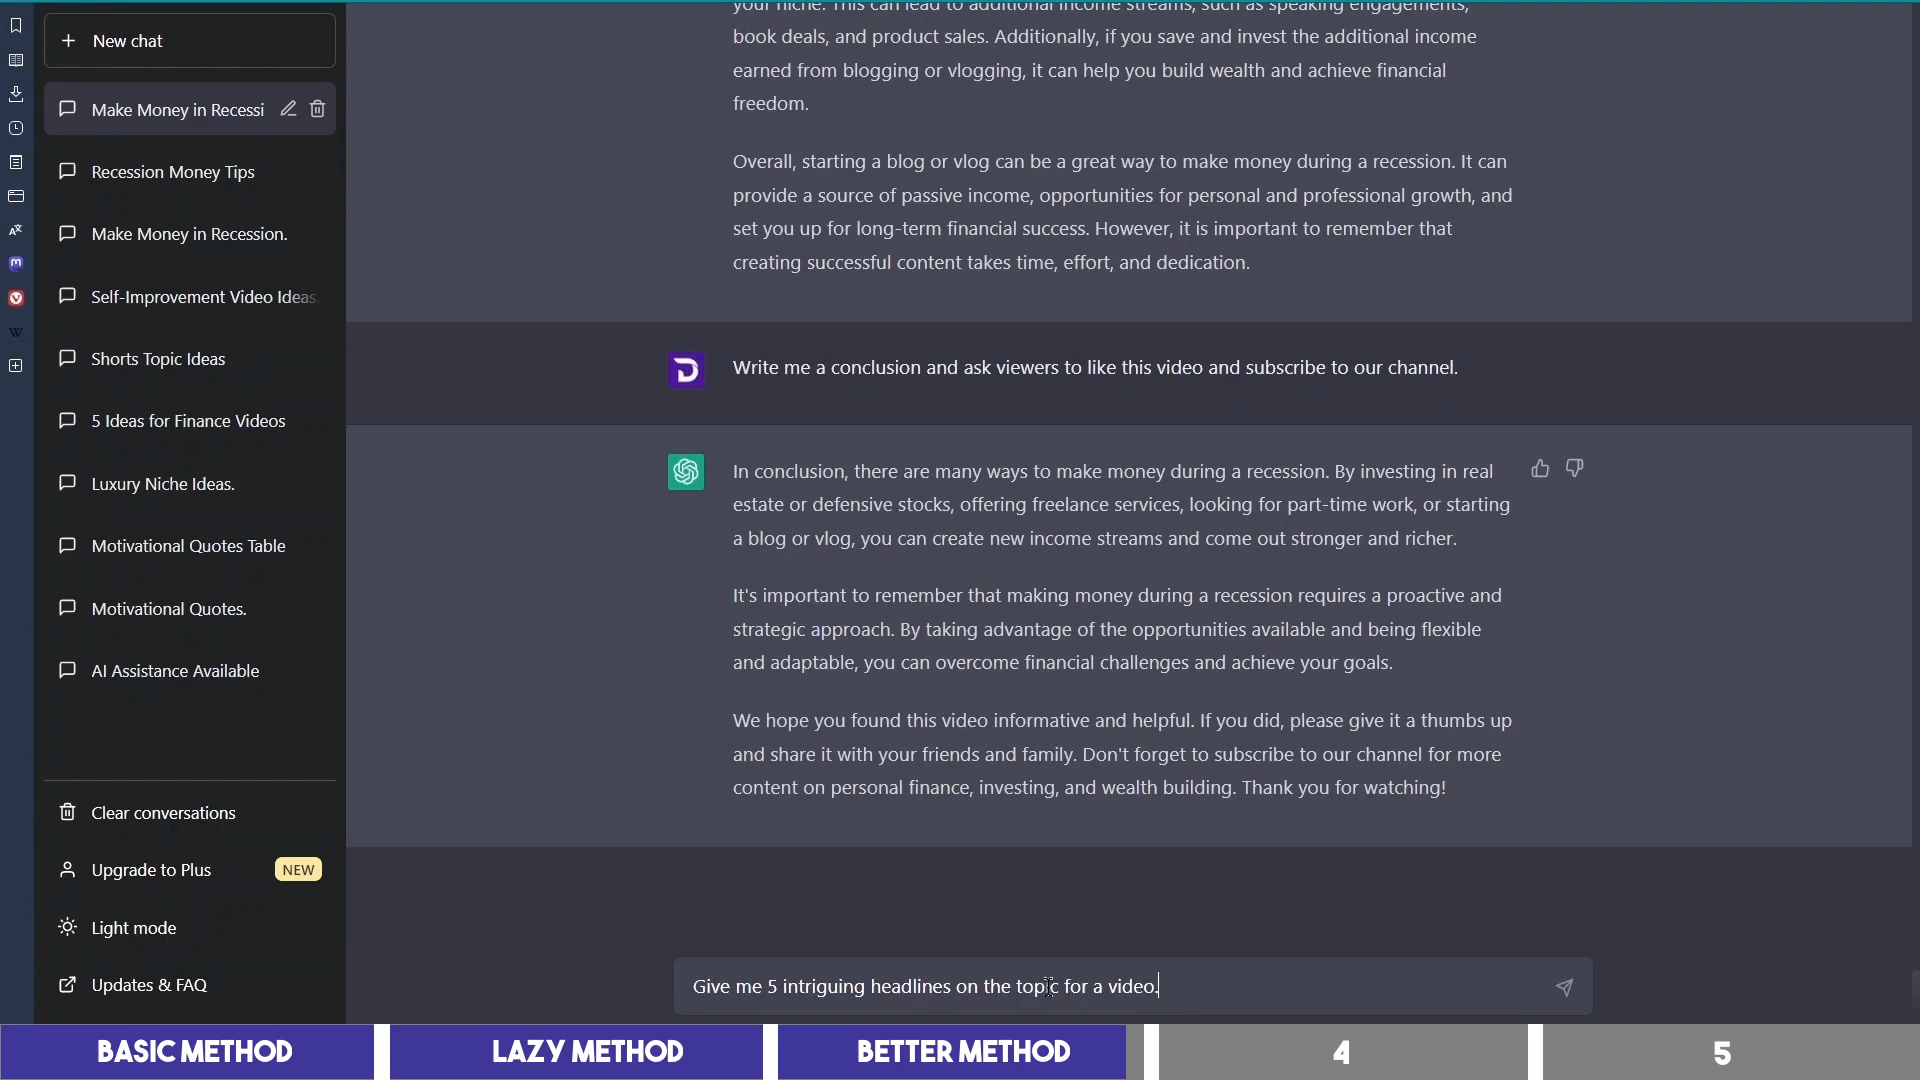 New chat
Make Money in Recessi
Recession Money Tips
Make Money in Recession.
Self-Improvement Video Ideas.
Shorts Topic Ideas
5 Ideas for Finance Videos
Luxury Niche Ideas.
Motivational Quotes Table
Motivational Quotes.
AI Assistance Available
Clear conversations
Upgrade to Plus NEW
Light mode
Updates & FAQ
your niche. This can lead to additional income streams, such as speaking engagements,
book deals, and product sales. Additionally, if you save and invest the additional income
earned from blogging or vlogging, it can help you build wealth and achieve financial
freedom.
Overall, starting a blog or vlog can be a great way to make money during a recession. It can
provide a source of passive income, opportunities for personal and professional growth, and
set you up for long-term financial success. However, it is important to remember that
creating successful content takes time, effort, and dedication.
Write me a conclusion and ask viewers to like this video and subscribe to our channel.
In conclusion, there are many ways to make money during a recession. By investing in real
estate or defensive stocks, offering freelance services, looking for part-time work, or starting
a blog or vlog, you can create new income streams and come out stronger and richer.
It's important to remember that making money during a recession requires a proactive and
strategic approach. By taking advantage of the opportunities available and being flexible
and adaptable, you can overcome financial challenges and achieve your goals.
We hope you found this video informative and helpful. If you did, please give it a thumbs up
and share it with your friends and family. Don't forget to subscribe to our channel for more
content on personal finance, investing, and wealth building. Thank you for watching!
Give me 5 intriguing headlines on the topic for a video.
BASIC METHOD
LAZY METHOD
BETTER METHOD
4
5